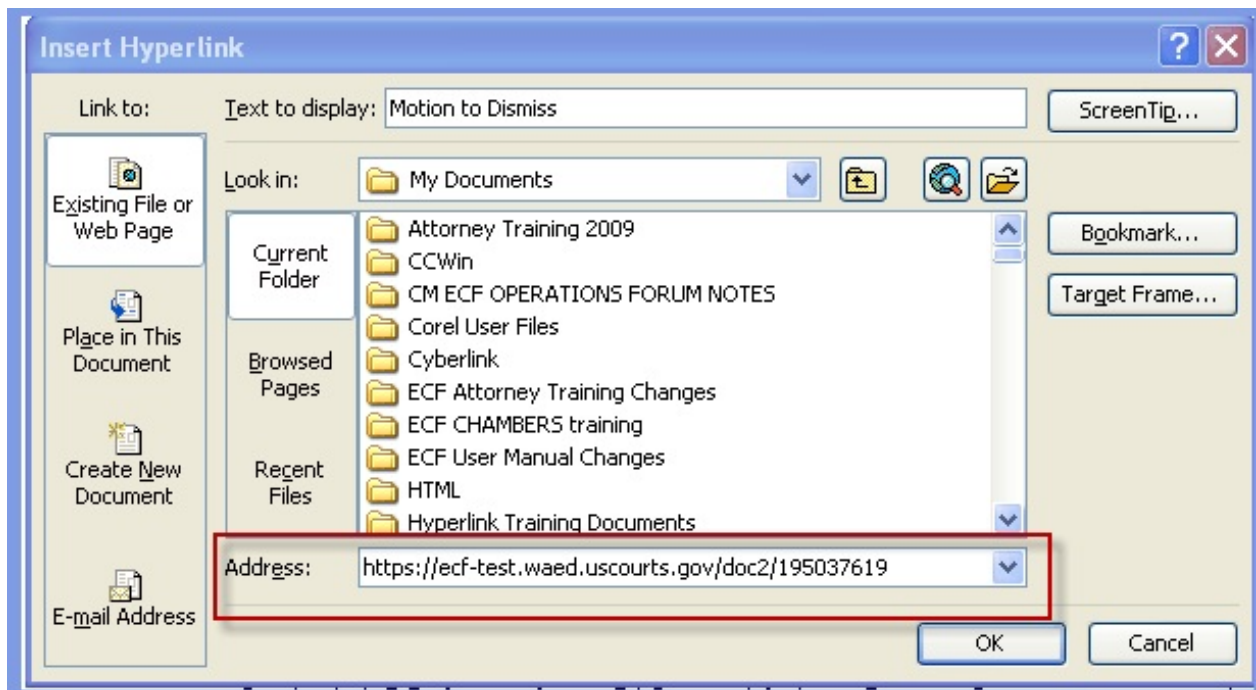 Insert Hyperlink
Link to:
Text to display: Motion to Dismiss
ScreenTip...
Existing File or
Web Page
Look in: My Documents
Current
Folder
Attorney Training 2009
CCWin
CM ECF OPERATIONS FORUM NOTES
Corel User Files
Cyberlink
ECF Attorney Training Changes
ECF CHAMBERS training
ECF User Manual Changes
HTML
Hyperlink Training Documents
Bookmark...
Target Frame...
Place in This
Document
Browsed
Pages
Create New
Document
Recent
Files
E-mail Address
Address: https://ecf-test.waed.uscourts.gov/doc2/195037619
OK
Cancel